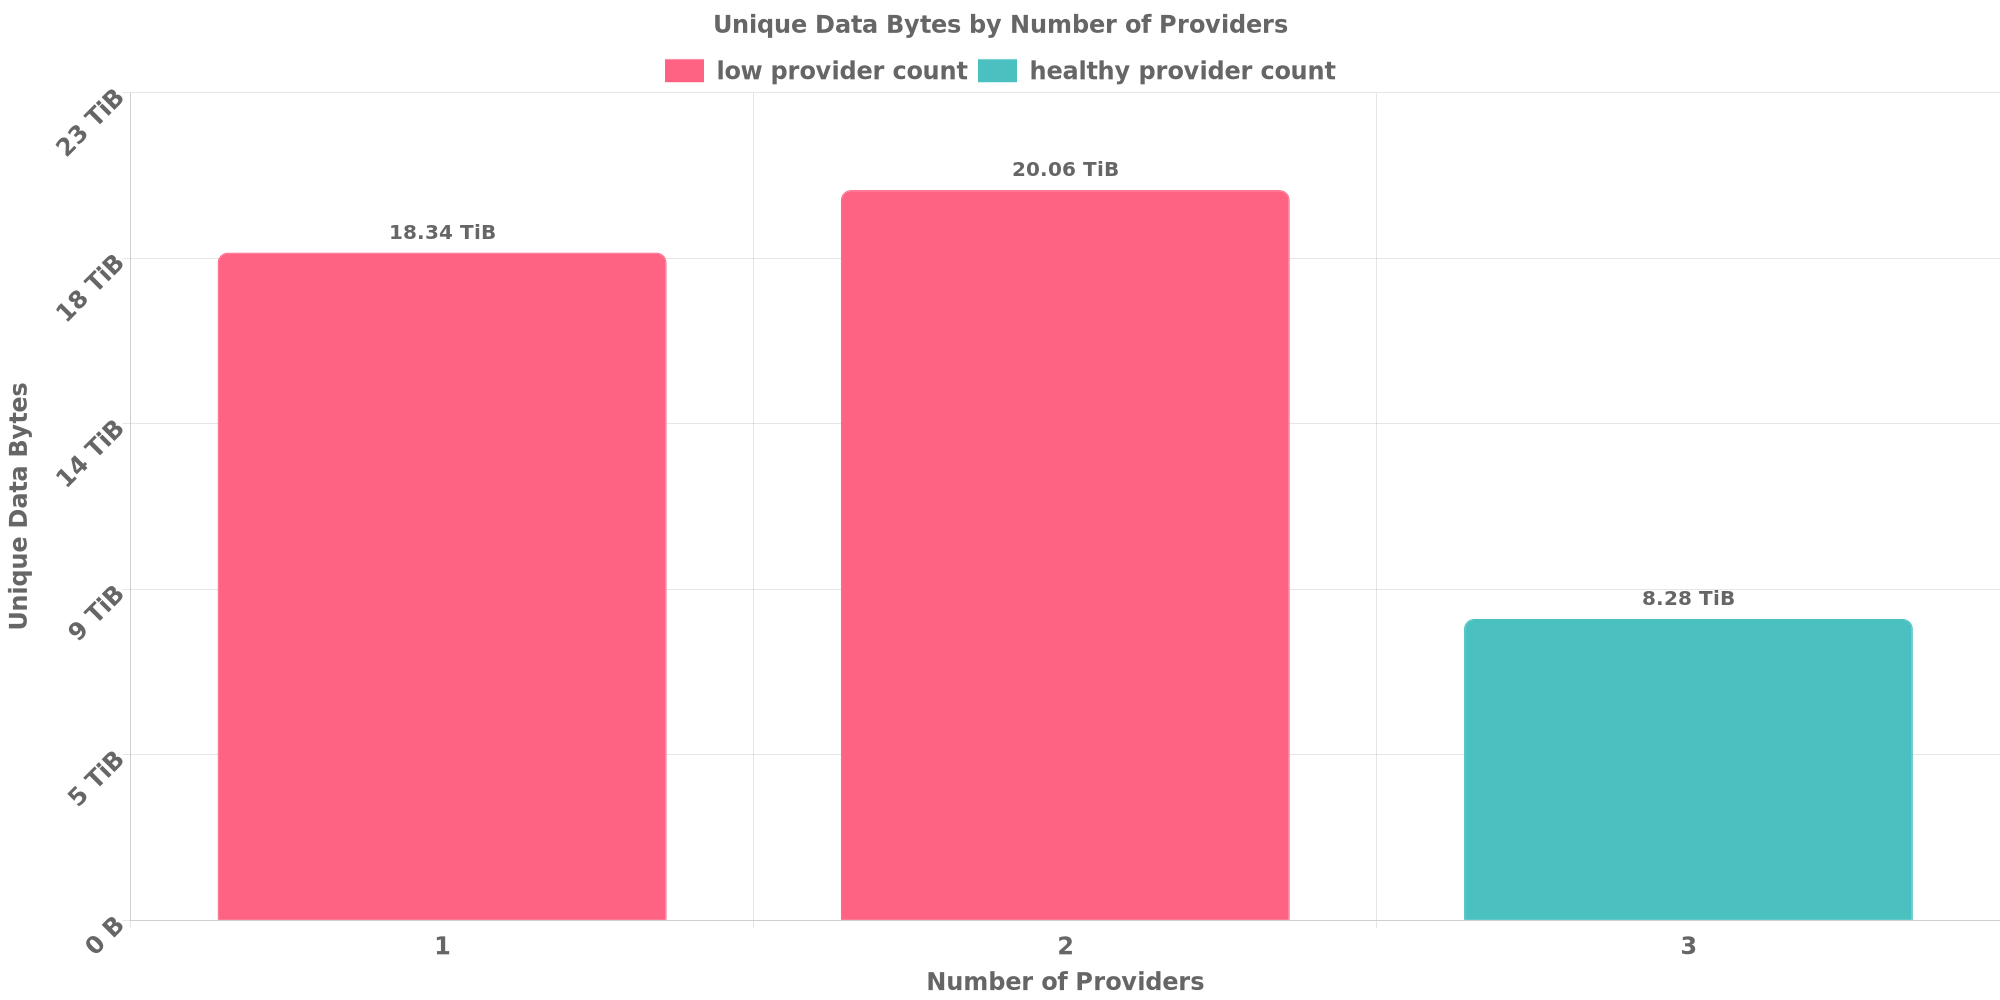 Unique Data Bytes by Number of Providers
low provider count healthy provider count
23 TiB
20.06 TiB
18.34 TiB
18 TiB
14 TiB
9 TiB
8.28 TiB
5 TiB
0 B
Unique Data Bytes
1 2 3
Number of Providers